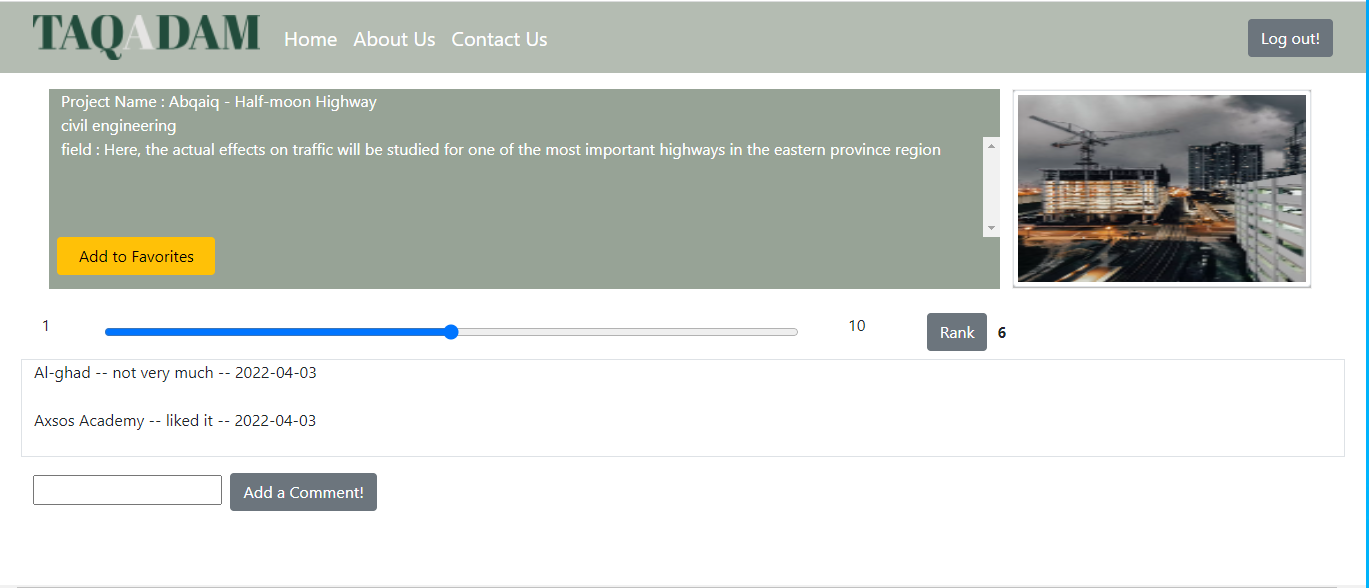 TAQADAM Home About Us Contact Us Log out!
Project Name : Abqaiq - Half-moon Highway
civil engineering
field : Here, the actual effects on traffic will be studied for one of the most important highways in the eastern province region
Add to Favorites
1 10 Rank 6
Al-ghad -- not very much -- 2022-04-03
Axsos Academy -- liked it -- 2022-04-03
Add a Comment!